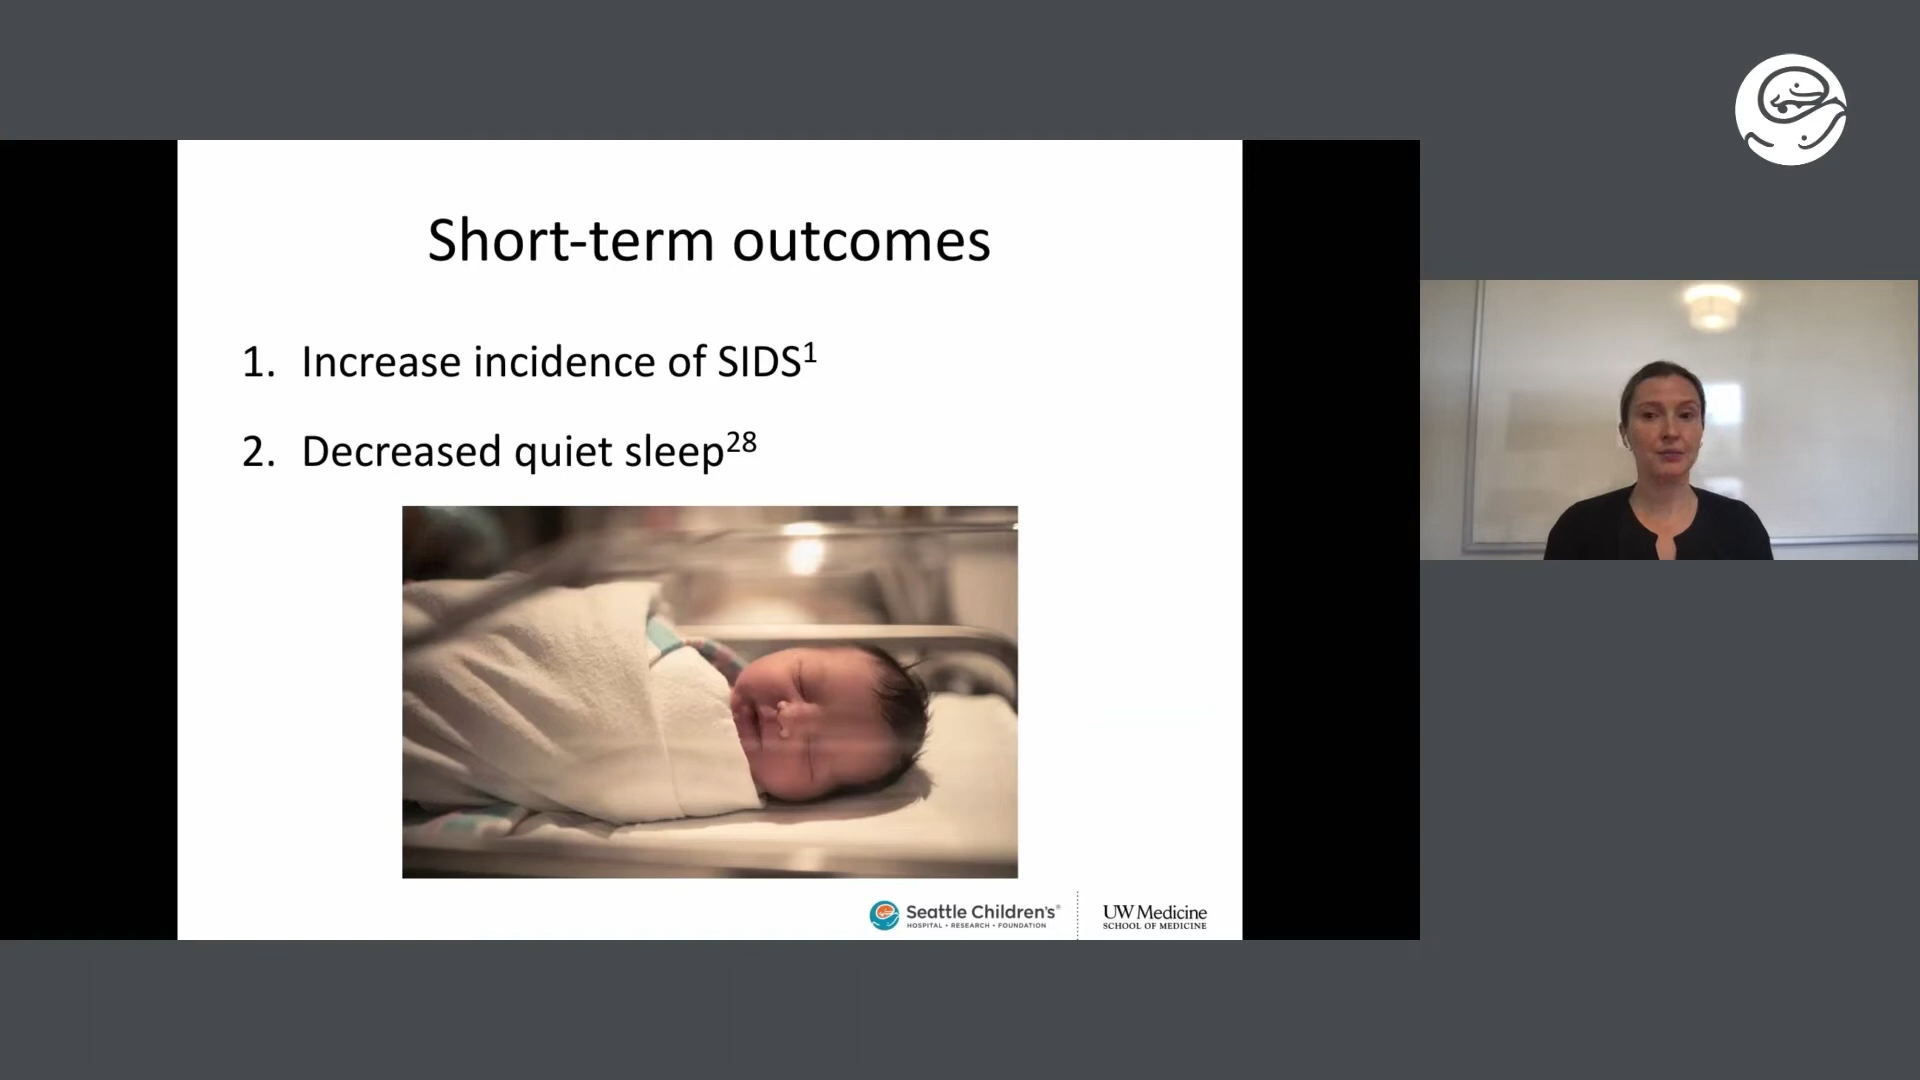 Short-term outcomes
1. Increase incidence of SIDS¹
2. Decreased quiet sleep²⁸
Seattle Children's®
HOSPITAL • RESEARCH • FOUNDATION
UW Medicine
SCHOOL OF MEDICINE